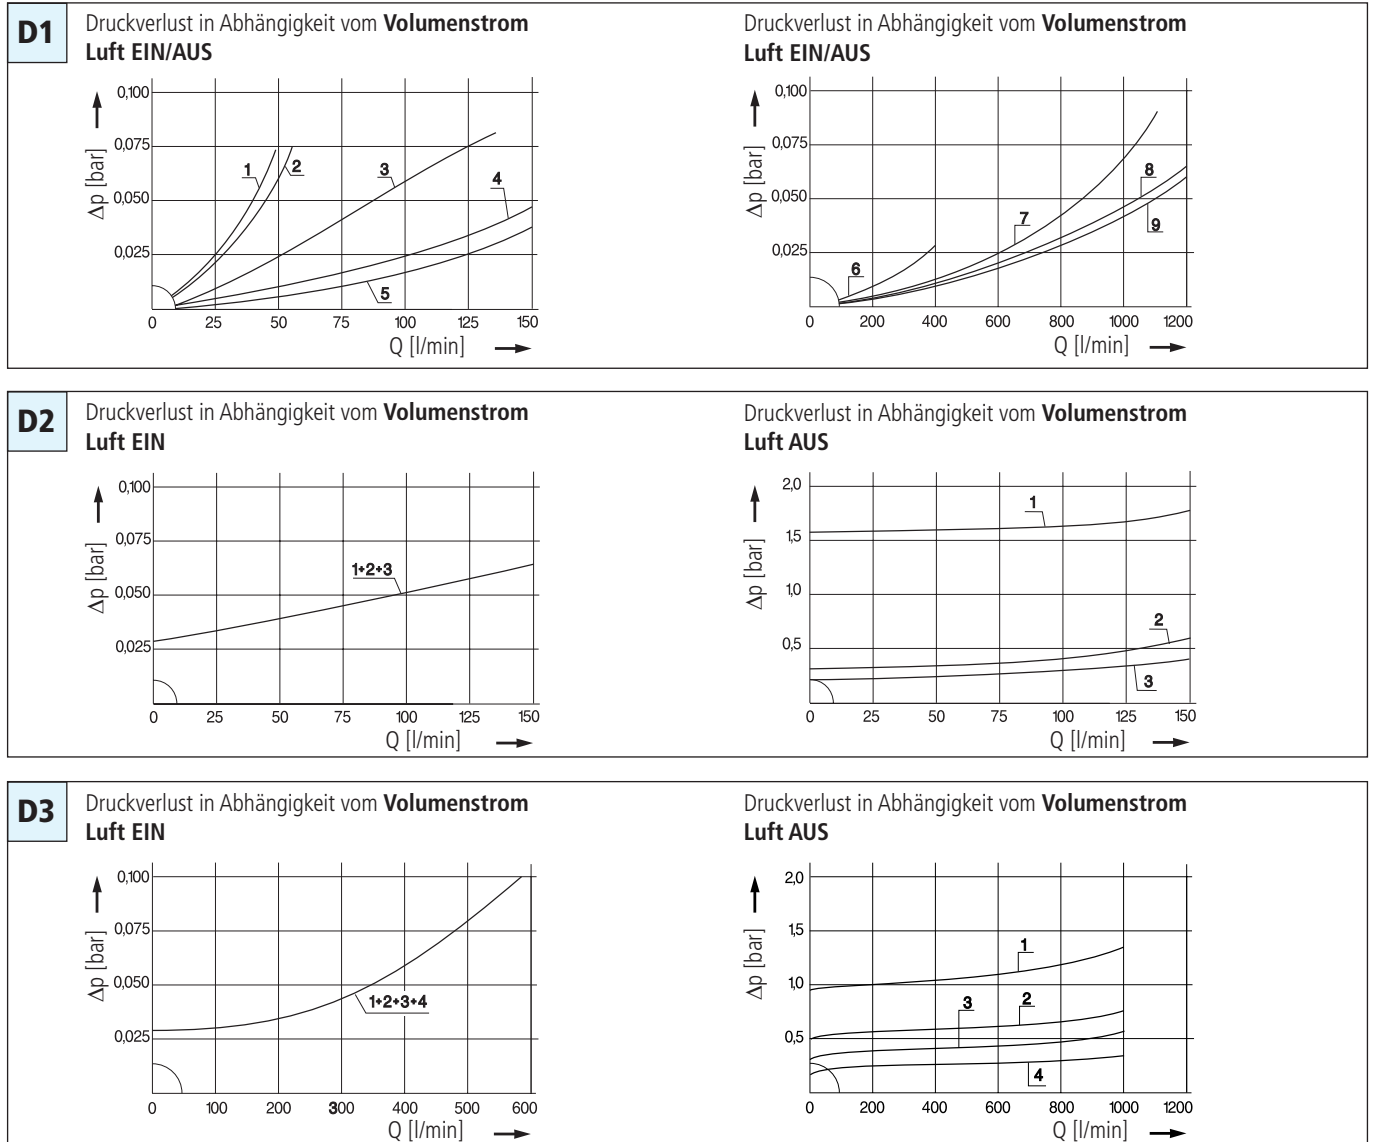 D1
Druckverlust in Abhängigkeit vom Volumenstrom
Luft EIN/AUS
0,100
0,075
0,050
0,025
Δp [bar]
1
2
3
4
5
0 25 50 75 100 125 150
Q [l/min]
Druckverlust in Abhängigkeit vom Volumenstrom
Luft EIN/AUS
0,100
0,075
0,050
0,025
Δp [bar]
6
7
8
9
0 200 400 600 800 1000 1200
Q [l/min]
D2
Druckverlust in Abhängigkeit vom Volumenstrom
Luft EIN
0,100
0,075
0,050
0,025
Δp [bar]
1+2+3
0 25 50 75 100 125 150
Q [l/min]
Druckverlust in Abhängigkeit vom Volumenstrom
Luft AUS
2,0
1,5
1,0
0,5
Δp [bar]
1
2
3
0 25 50 75 100 125 150
Q [l/min]
D3
Druckverlust in Abhängigkeit vom Volumenstrom
Luft EIN
0,100
0,075
0,050
0,025
Δp [bar]
1+2+3+4
0 100 200 300 400 500 600
Q [l/min]
Druckverlust in Abhängigkeit vom Volumenstrom
Luft AUS
2,0
1,5
1,0
0,5
Δp [bar]
1
2
3
4
0 200 400 600 800 1000 1200
Q [l/min]